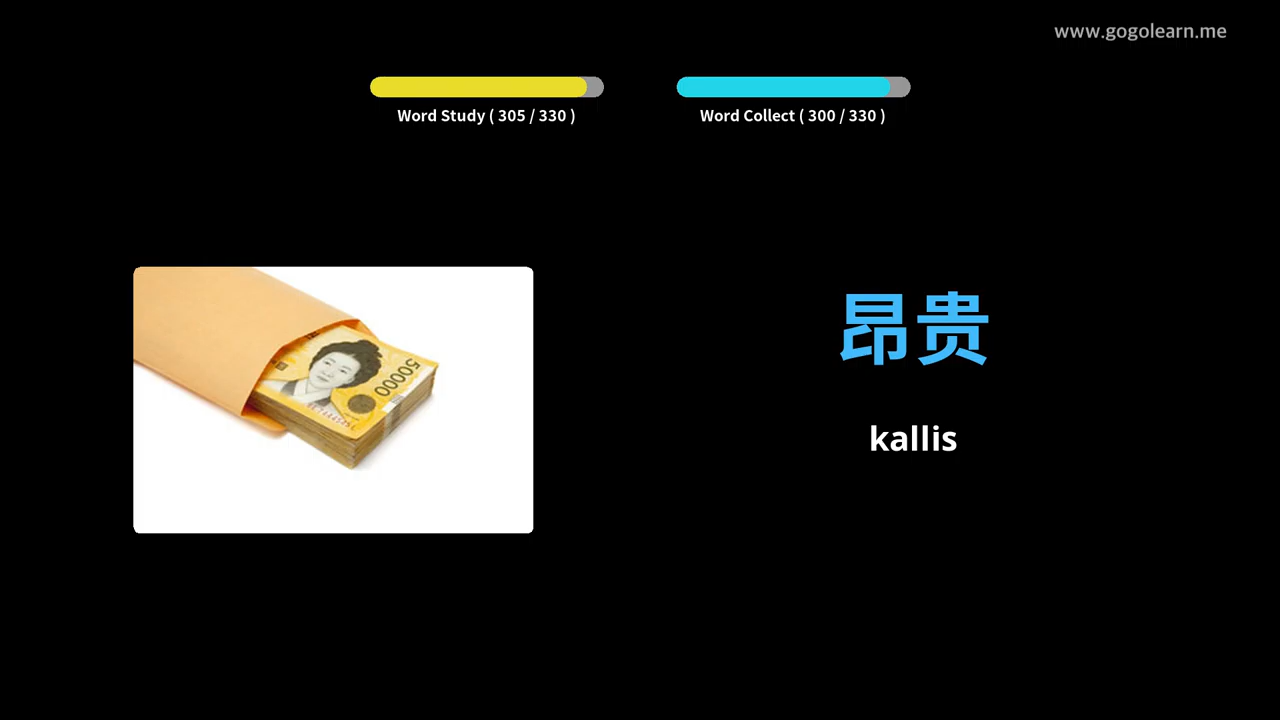 www.gogolearn.me
Word Study ( 305 / 330 )
Word Collect ( 300 / 330 )
50000
昂贵
kallis